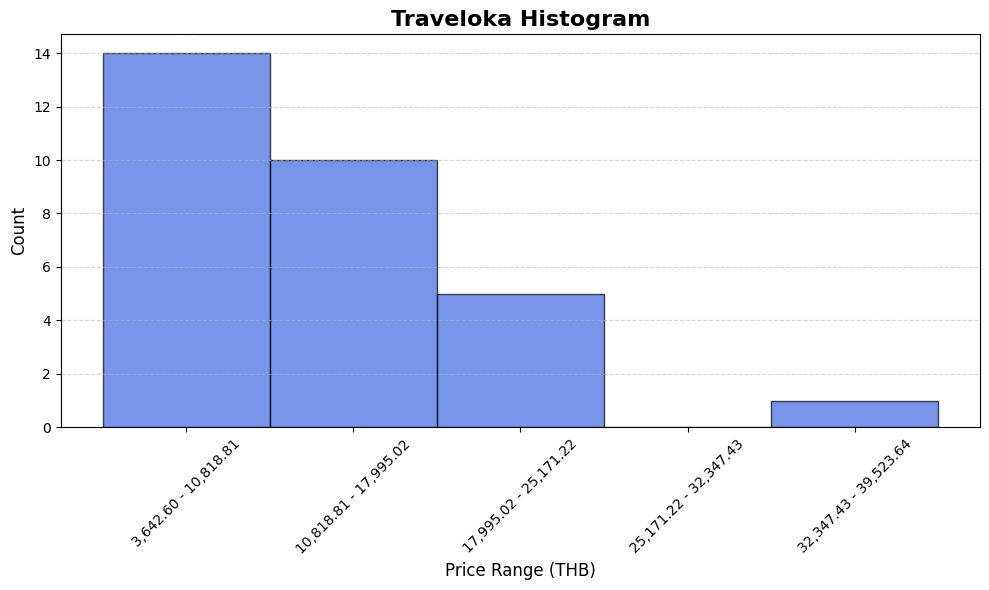 Traveloka Histogram
Count
14
12
10
8
6
4
2
0
3,642.60 - 10,818.81
10,818.81 - 17,995.02
17,995.02 - 25,171.22
25,171.22 - 32,347.43
32,347.43 - 39,523.64
Price Range (THB)